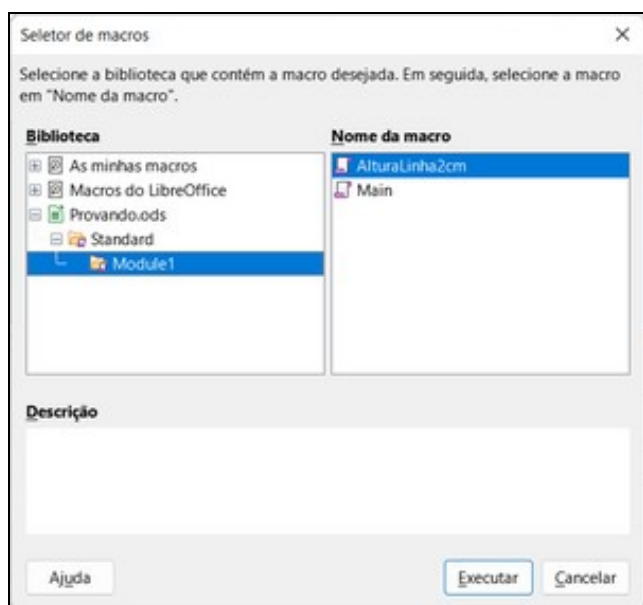 Seletor de macros
Selecione a biblioteca que contém a macro desejada. Em seguida, selecione a macro
em "Nome da macro".
Biblioteca
Nome da macro
As minhas macros
Macros do LibreOffice
Provando.ods
Standard
Module1
AlturaLinha2cm
Main
Descrição
Ajuda
Executar
Cancelar